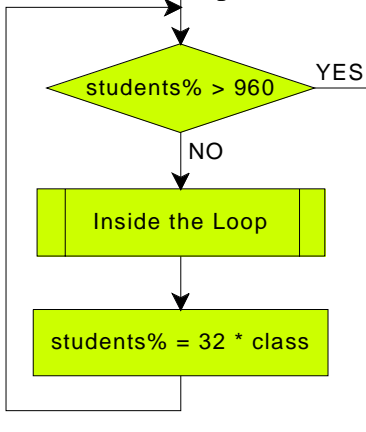 students% > 960
YES
NO
Inside the Loop
students% = 32 * class